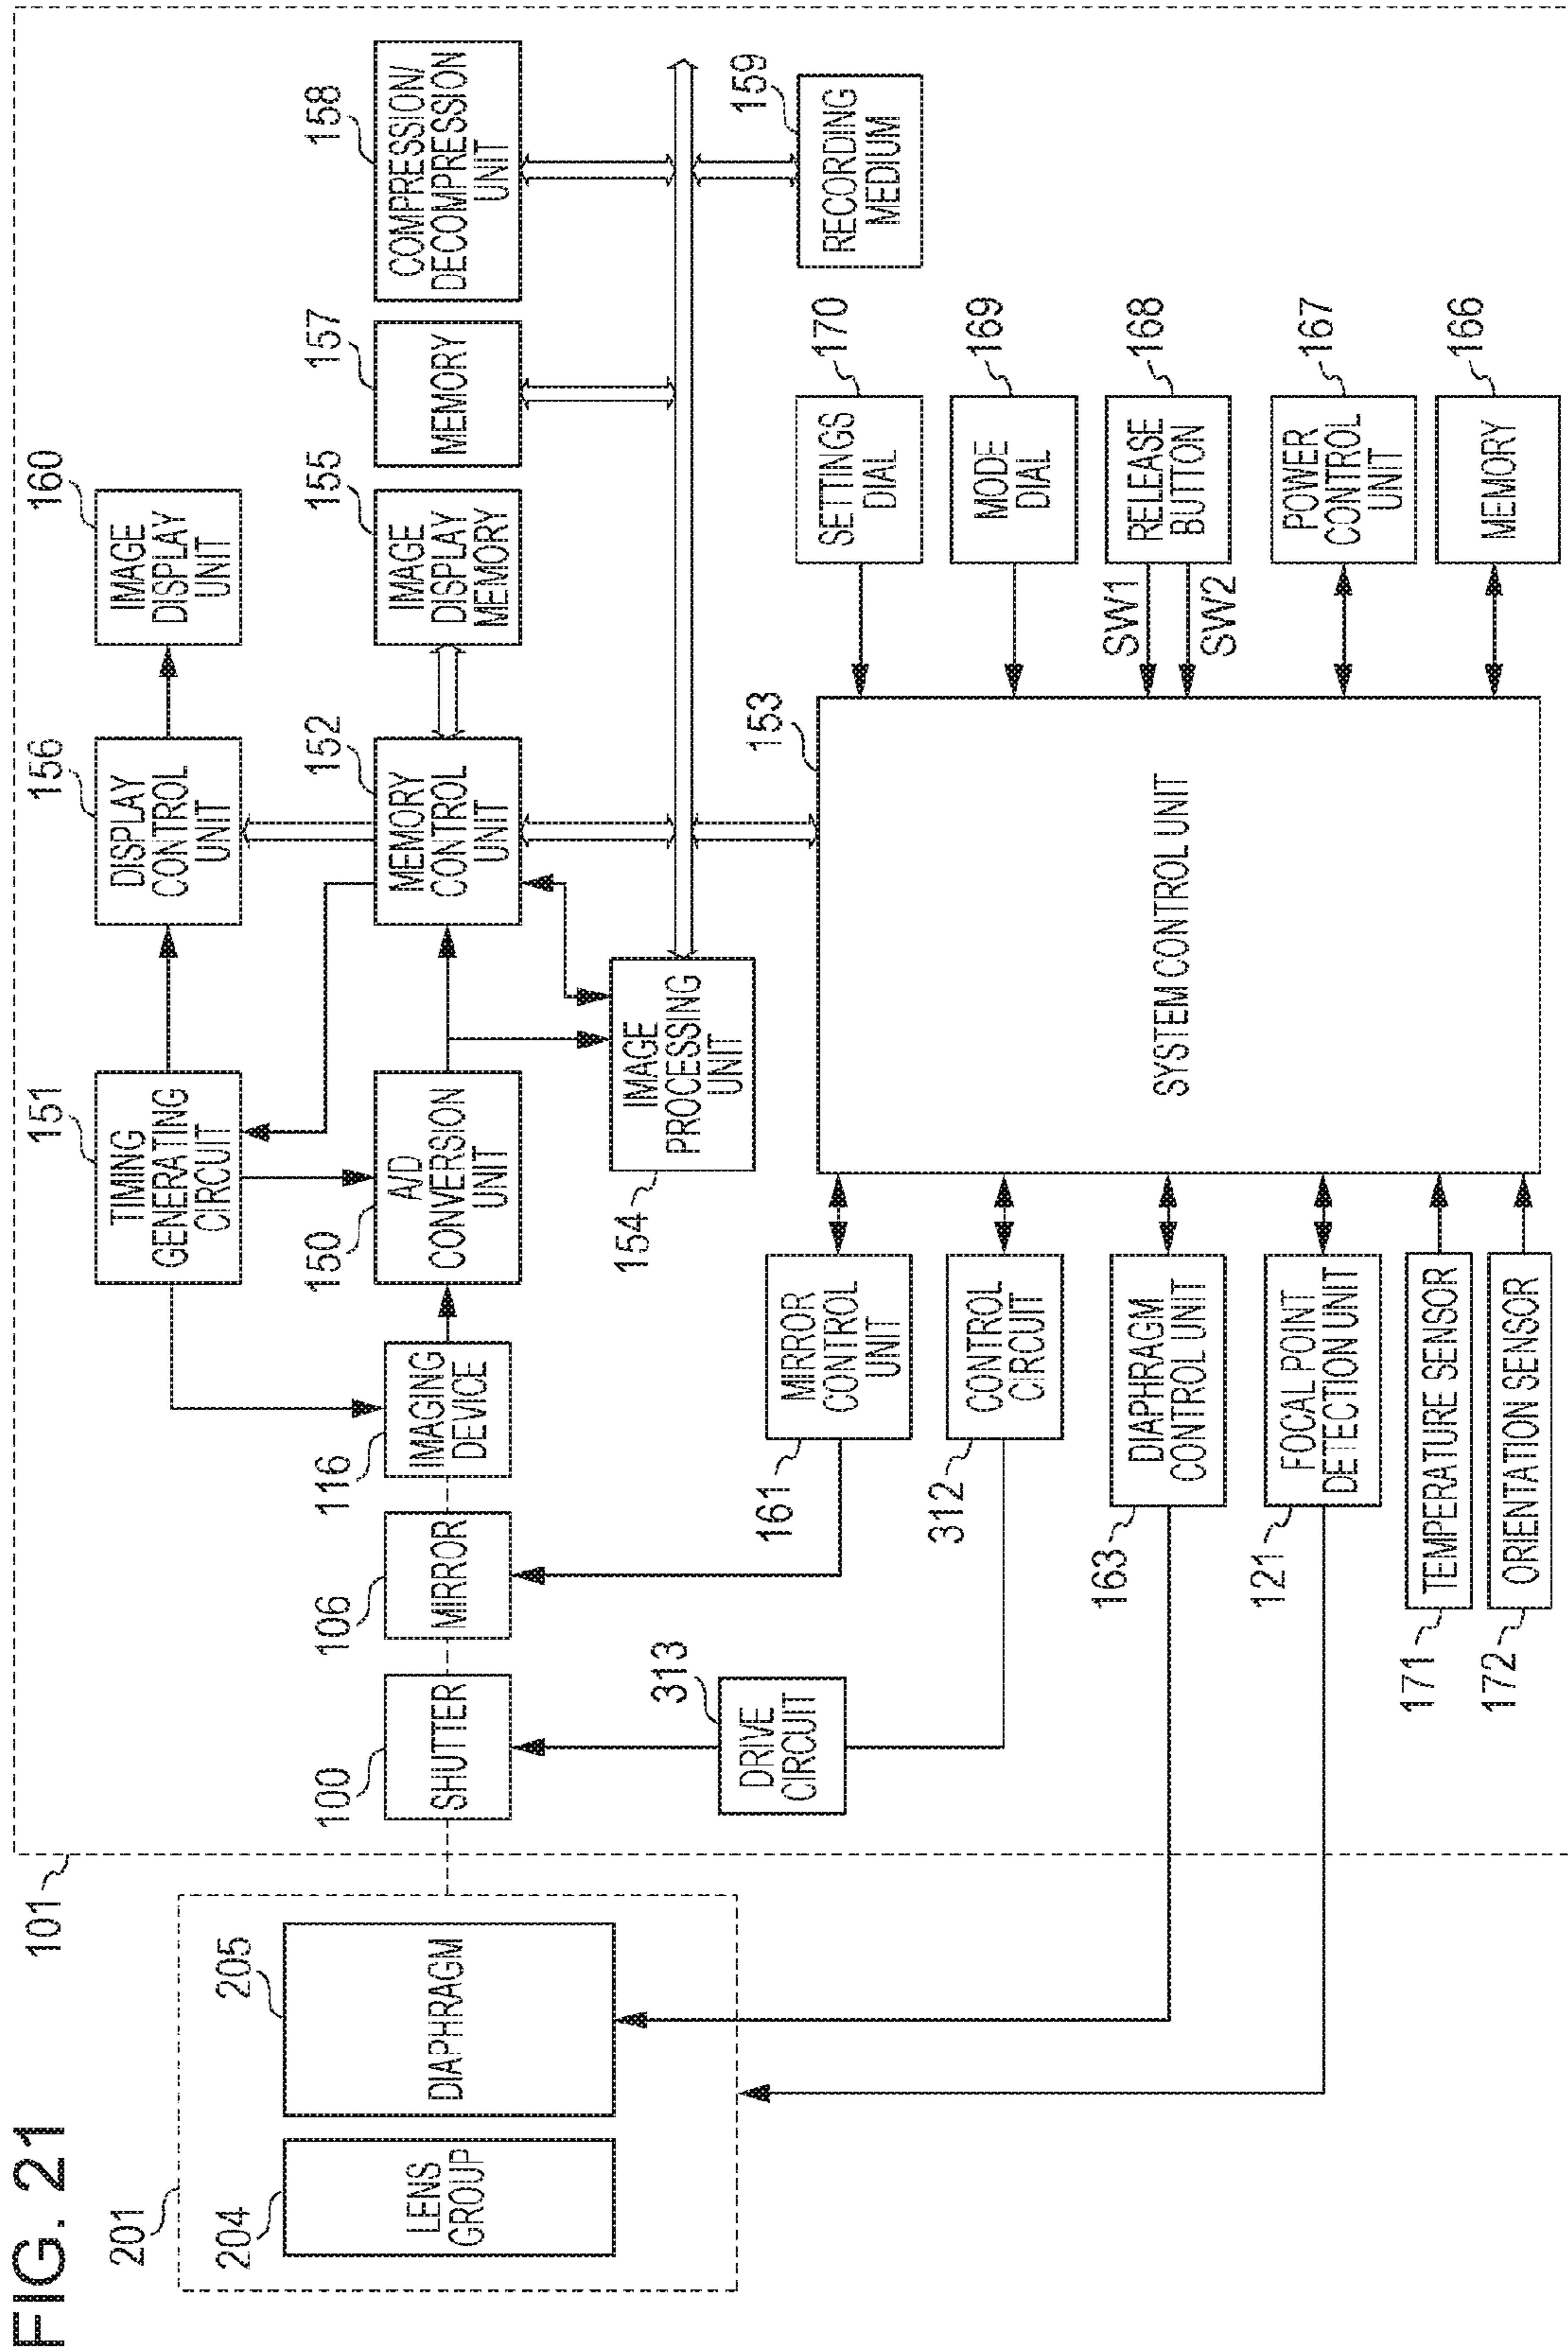 FIG. 21
101
201
204
LENS
GROUP
205
DIAPHRAGM
100
SHUTTER
106
MIRROR
116
IMAGING
DEVICE
151
TIMING
GENERATING
CIRCUIT
150
A/D
CONVERSION
UNIT
156
DISPLAY
CONTROL
UNIT
152
MEMORY
CONTROL
UNIT
160
IMAGE
DISPLAY
UNIT
155
IMAGE
DISPLAY
MEMORY
157
MEMORY
158
COMPRESSION/
DECOMPRESSION
UNIT
154
IMAGE
PROCESSING
UNIT
159
RECORDING
MEDIUM
313
DRIVE
CIRCUIT
161
MIRROR
CONTROL
UNIT
312
CONTROL
CIRCUIT
163
DIAPHRAGM
CONTROL UNIT
121
FOCAL POINT
DETECTION UNIT
171
TEMPERATURE SENSOR
172
ORIENTATION SENSOR
153
SYSTEM CONTROL UNIT
170
SETTINGS
DIAL
169
MODE
DIAL
SW1
SW2
168
RELEASE
BUTTON
167
POWER
CONTROL
UNIT
166
MEMORY